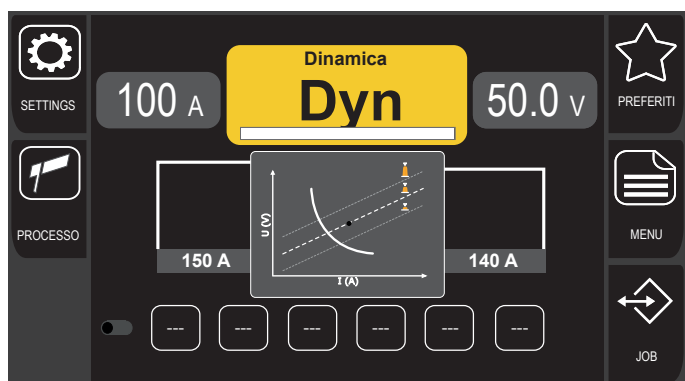 SETTINGS
PROCESSO
100 A
Dinamica
Dyn
50.0 V
U (V)
I (A)
150 A
140 A
---
---
---
---
---
---
PREFERITI
MENU
JOB